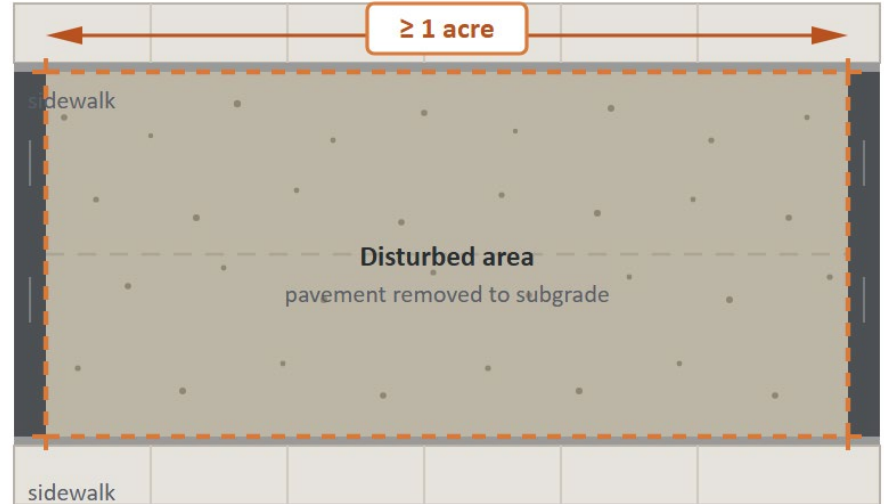 ≥ 1 acre
sidewalk
Disturbed area
pavement removed to subgrade
sidewalk